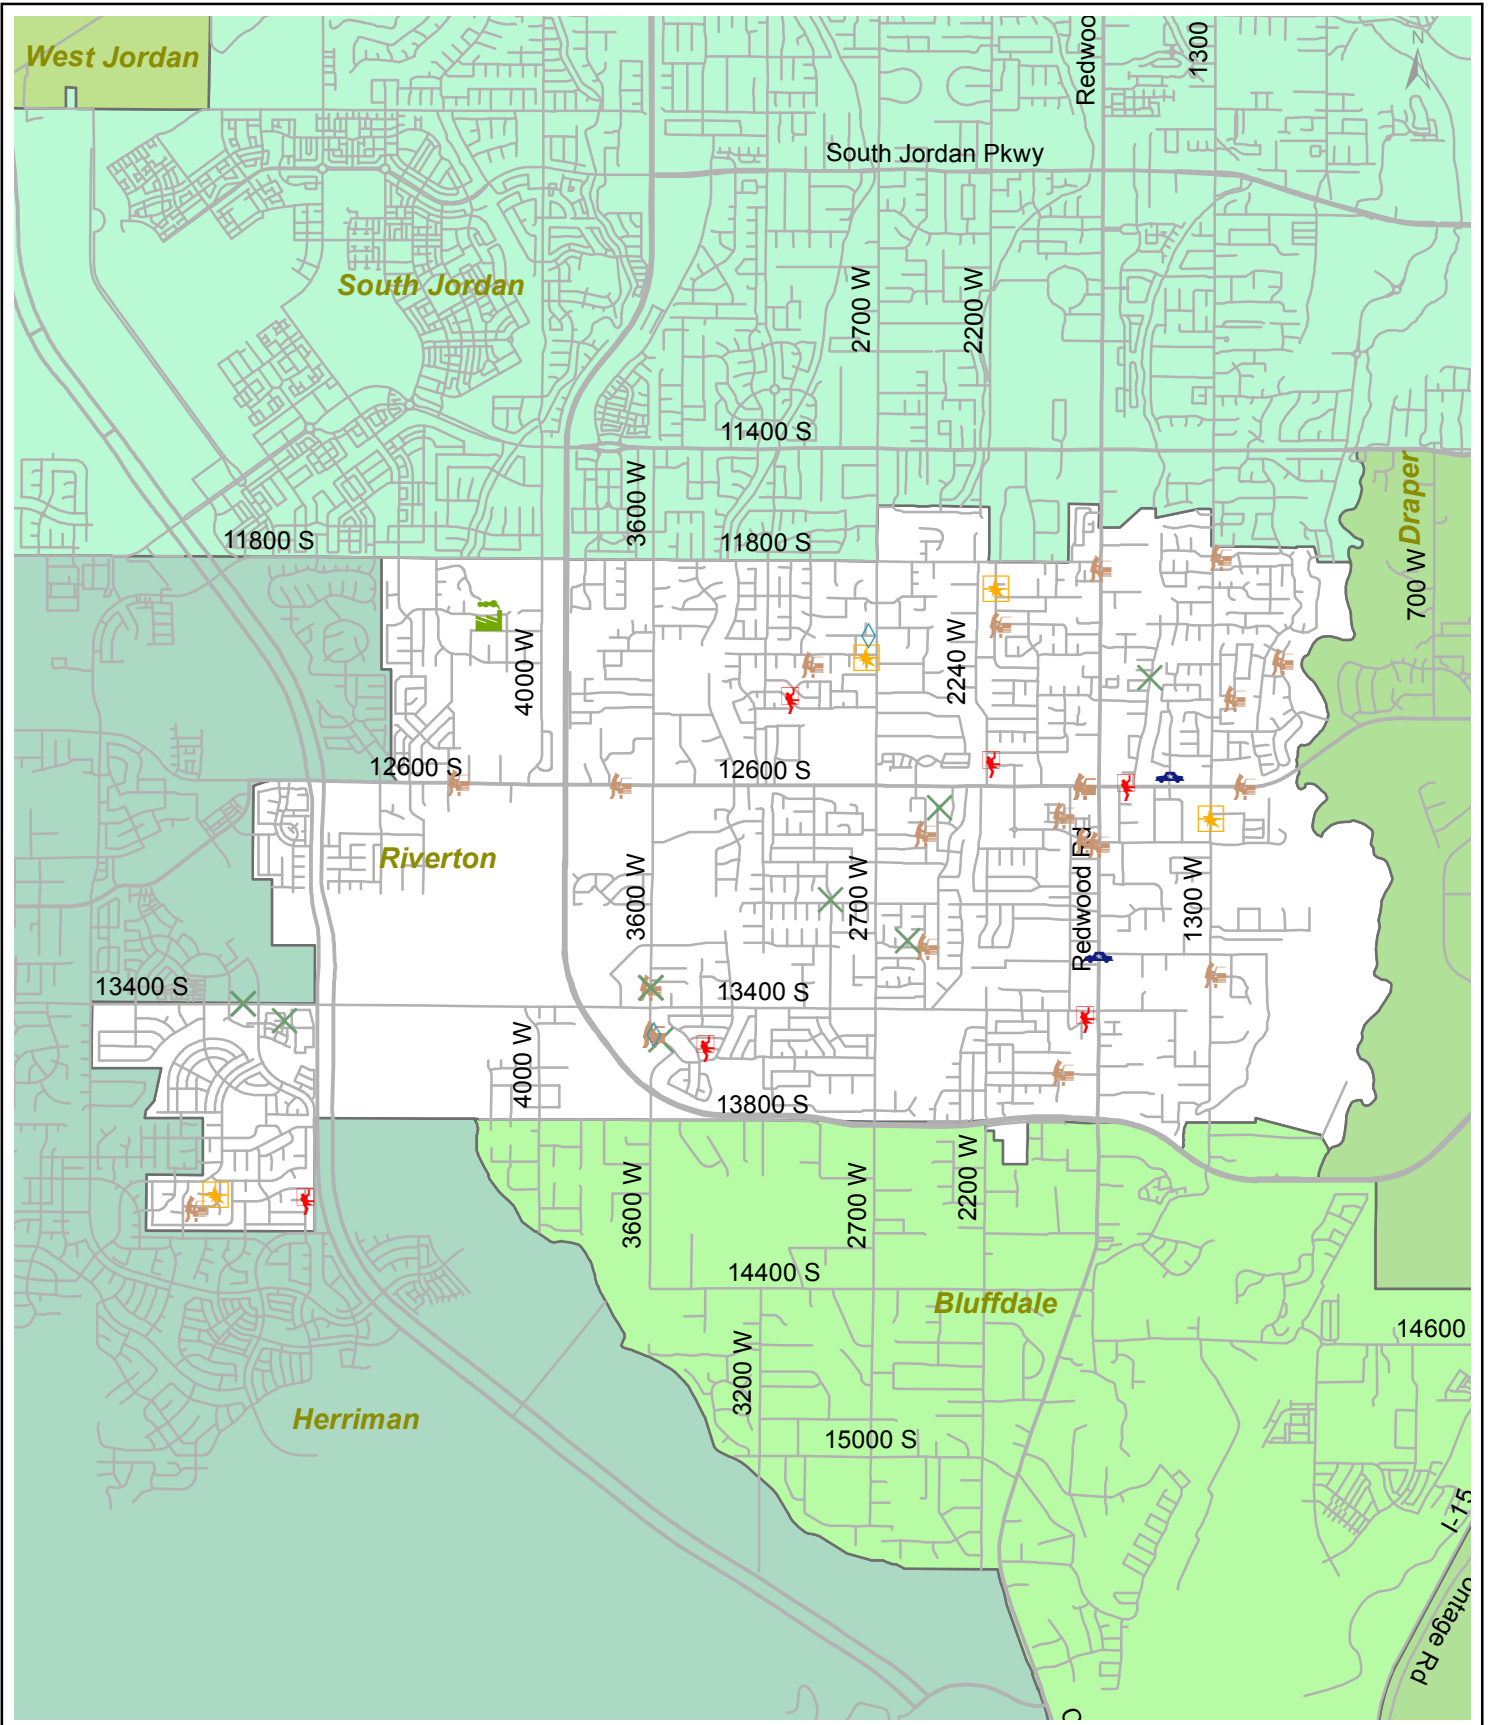 Redwoo
1300
N
West Jordan
South Jordan Pkwy
South Jordan
2700 W
2200 W
11400 S
3600 W
Draper
11800 S
11800 S
700 W
4000 W
2240 W
12600 S
12600 S
Riverton
3600 W
2700 W
Redwood Rd
1300 W
13400 S
13400 S
4000 W
13800 S
3600 W
2700 W
2200 W
14400 S
Bluffdale
14600
3200 W
Herriman
15000 S
I-15
ontage Rd